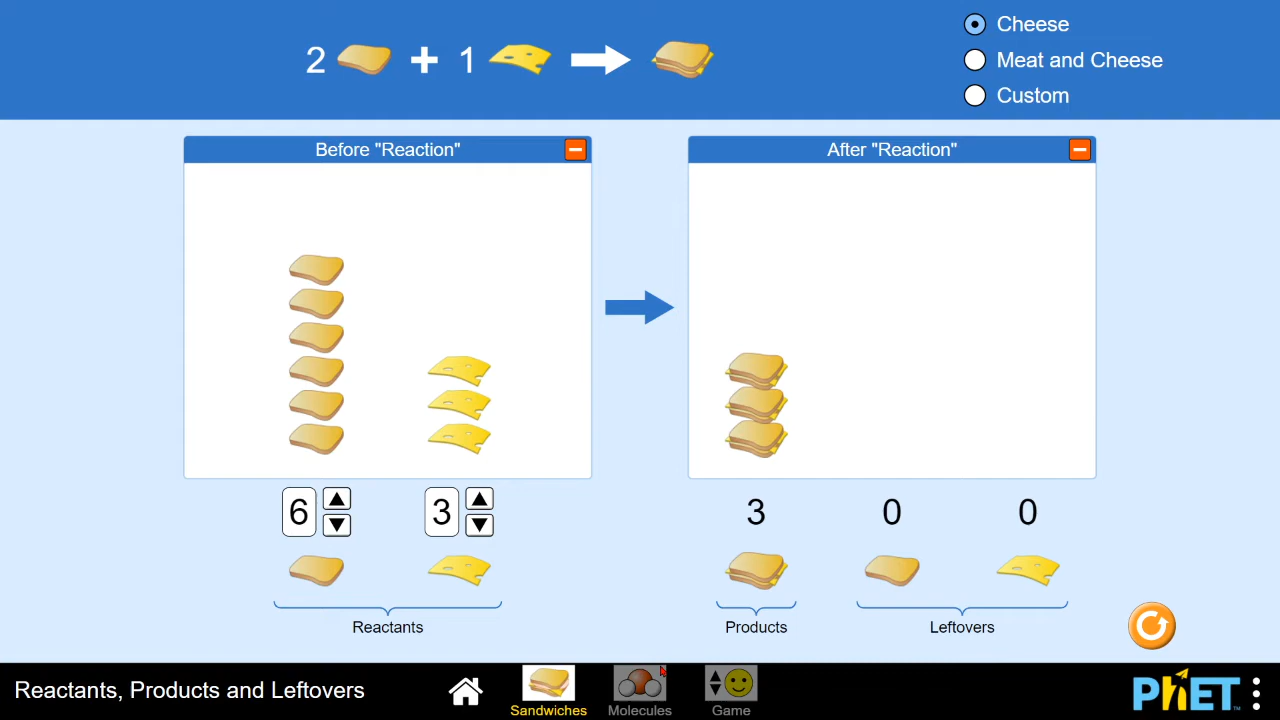 2 + 1
Cheese
Meat and Cheese
Custom
Before "Reaction"
After "Reaction"
6 3 3 0 0
Reactants
Products
Leftovers
Reactants, Products and Leftovers
Sandwiches
Molecules
Game
PhET